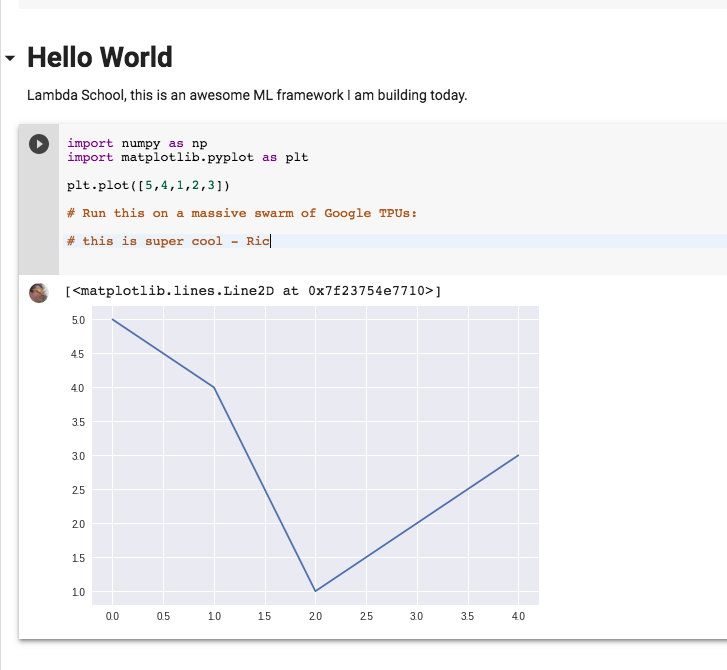 Hello World
Lambda School, this is an awesome ML framework I am building today.
import numpy as np
import matplotlib.pyplot as plt
plt.plot([5,4,1,2,3])
# Run this on a massive swarm of Google TPUs:
# this is super cool - Ric
[<matplotlib.lines.Line2D at 0x7f23754e7710>]
5.0
4.5
4.0
3.5
3.0
2.5
2.0
1.5
1.0
0.0 0.5 1.0 1.5 2.0 2.5 3.0 3.5 4.0